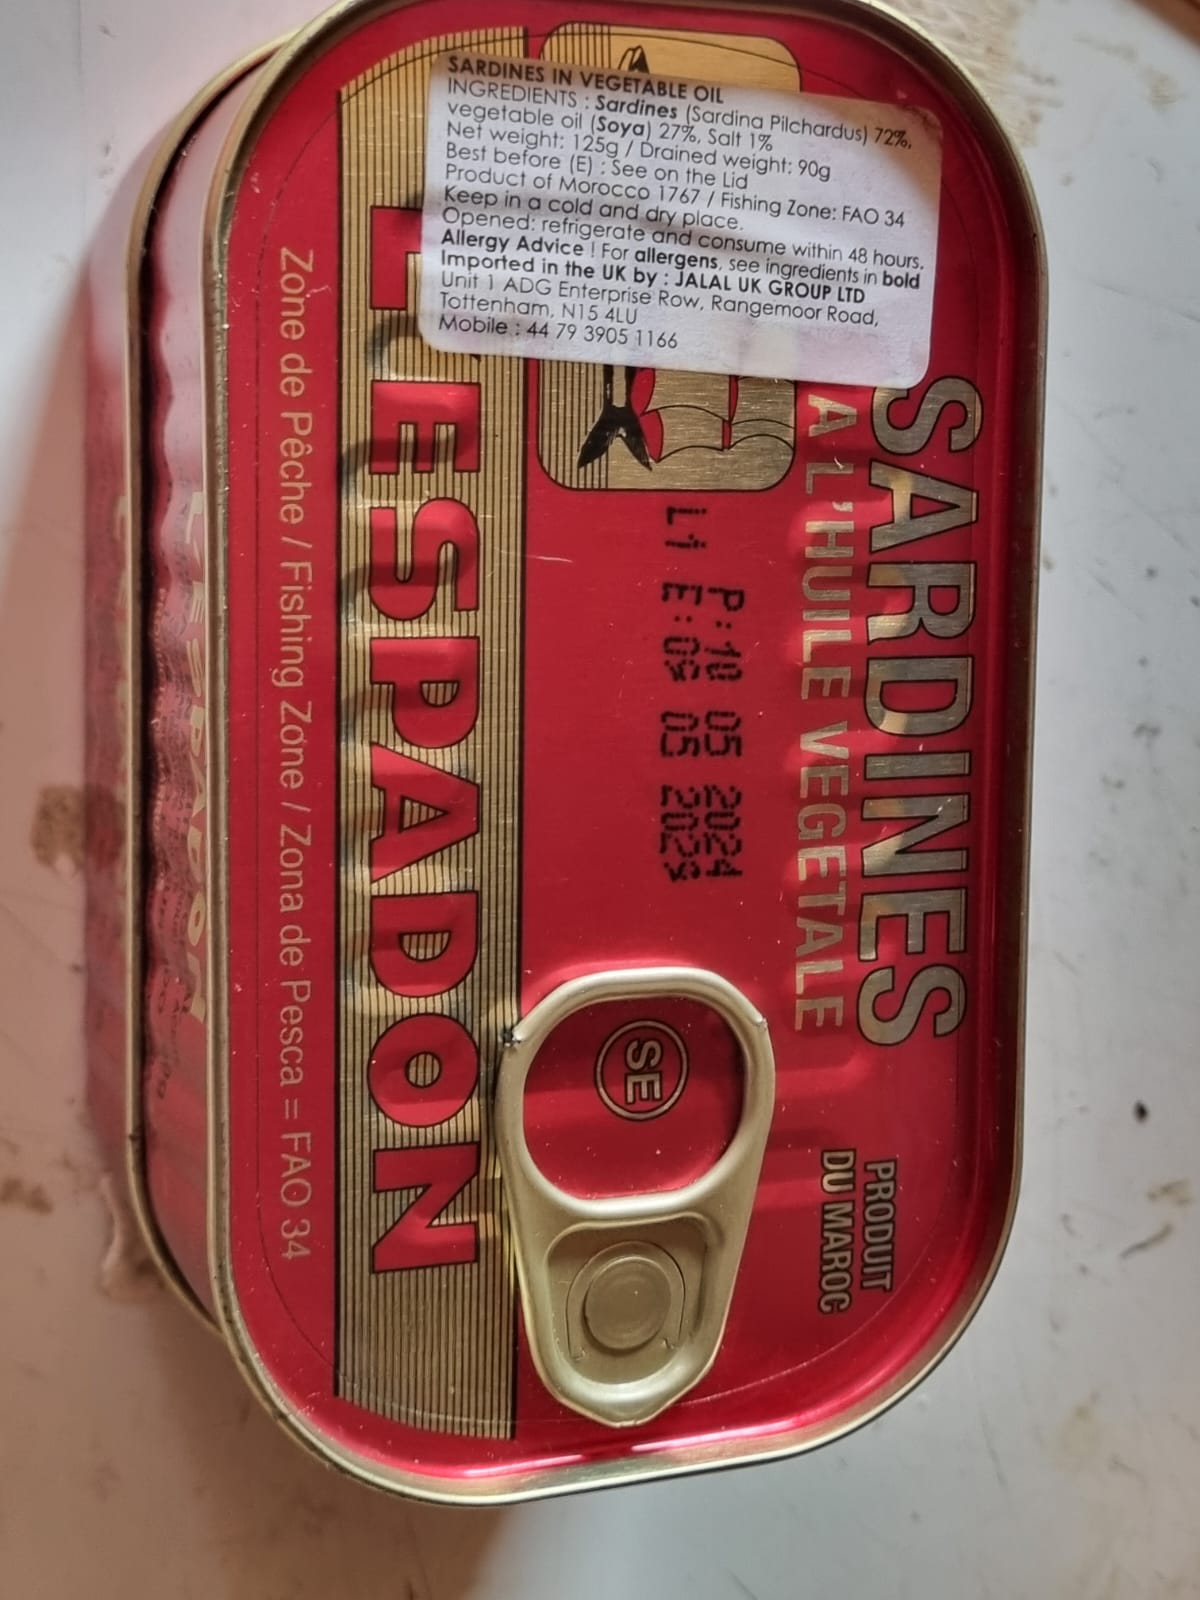 SARDINES IN VEGETABLE OIL
INGREDIENTS : Sardines (Sardina Pilchardus) 72%,
vegetable oil (Soya) 27%, Salt 1%
Net weight: 125g / Drained weight: 90g
Best before (E) : See on the Lid
Product of Morocco 1767 / Fishing Zone: FAO 34
Keep in a cold and dry place.
Opened: refrigerate and consume within 48 hours.
Allergy Advice ! For allergens, see ingredients in bold
Imported in the UK by : JALAL UK GROUP LTD
Unit 1 ADG Enterprise Row, Rangemoor Road,
Tottenham, N15 4LU
Mobile : 44 79 3905 1166
SARDINES
A L'HUILE VEGETALE
PRODUIT
DU MAROC
P: 10 05 2024
E: 09 05 2029
SE
L'ESPADON
Zone de Pêche / Fishing Zone / Zona de Pesca = FAO 34
L'ESPADON